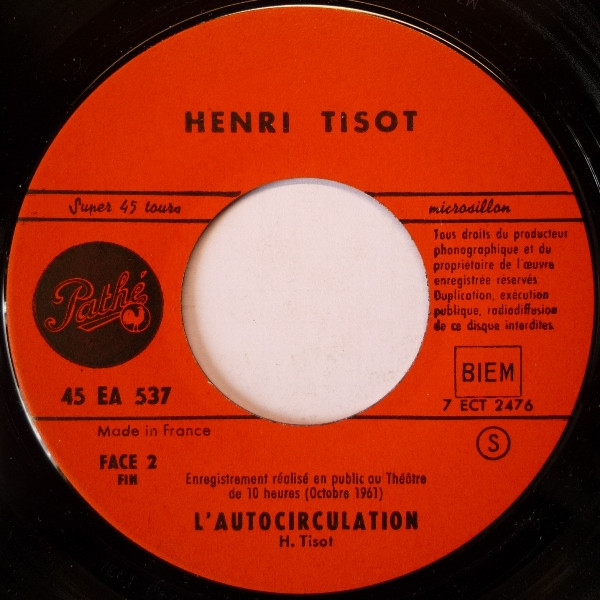 HENRI TISOT
Super 45 tours
microsillon
Tous droits du producteur
phonographique et du
propriétaire de l'œuvre
enregistrée réservés
Duplication, exécution
publique, radiodiffusion
de ce disque interdites.
Pathé
45 EA 537
BIEM
7 ECT 2476
Made in France
S
FACE 2
FIN
Enregistrement réalisé en public au Théâtre
de 10 heures (Octobre 1961)
L'AUTOCIRCULATION
H. Tisot